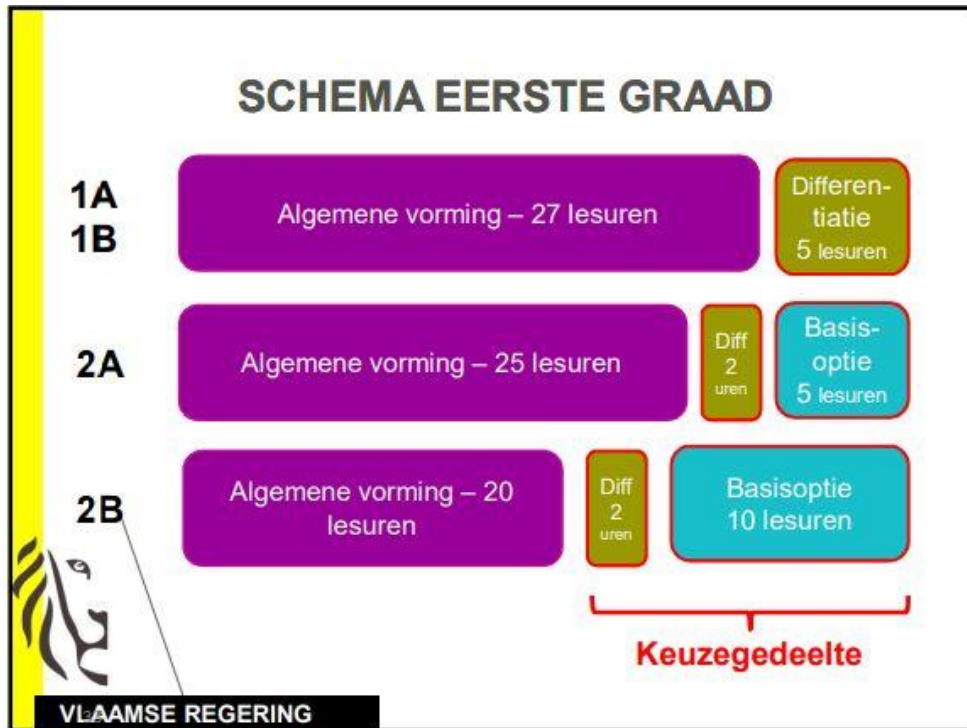 SCHEMA EERSTE GRAAD
1A
1B
Algemene vorming – 27 lesuren
Differen-
tiatie
5 lesuren
2A
Algemene vorming – 25 lesuren
Diff
2
uren
Basis-
optie
5 lesuren
2B
Algemene vorming – 20
lesuren
Diff
2
uren
Basisoptie
10 lesuren
Keuzegedeelte
VLAAMSE REGERING